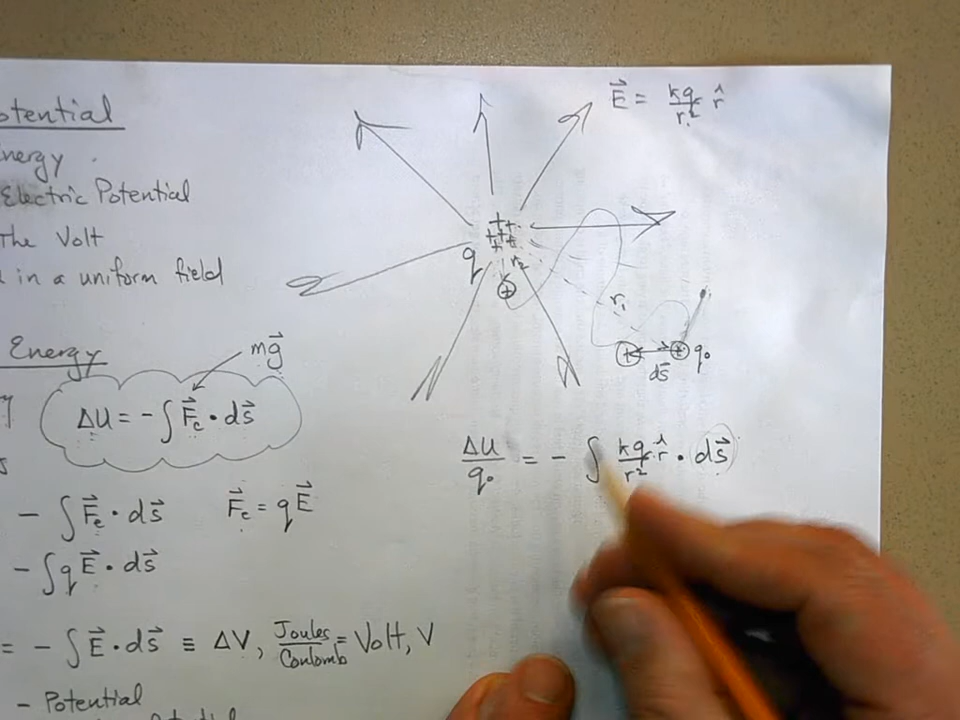 otential
nergy
Electric Potential
The Volt
in a uniform field
Energy
mg⃗
ΔU = - ∫ F⃗c • ds⃗
- ∫ F⃗e • ds⃗
F⃗e = qE⃗
- ∫ qE⃗ • ds⃗
= - ∫ E⃗ • ds⃗ ≡ ΔV, Joules/Coulomb = Volt, V
- Potential
E⃗ = kq/r² r̂
++
+++
+
q
r₂
+
r₁
+
+ q₀
ds⃗
ΔU/q₀ = - ∫ kq/r² r̂ • ds⃗